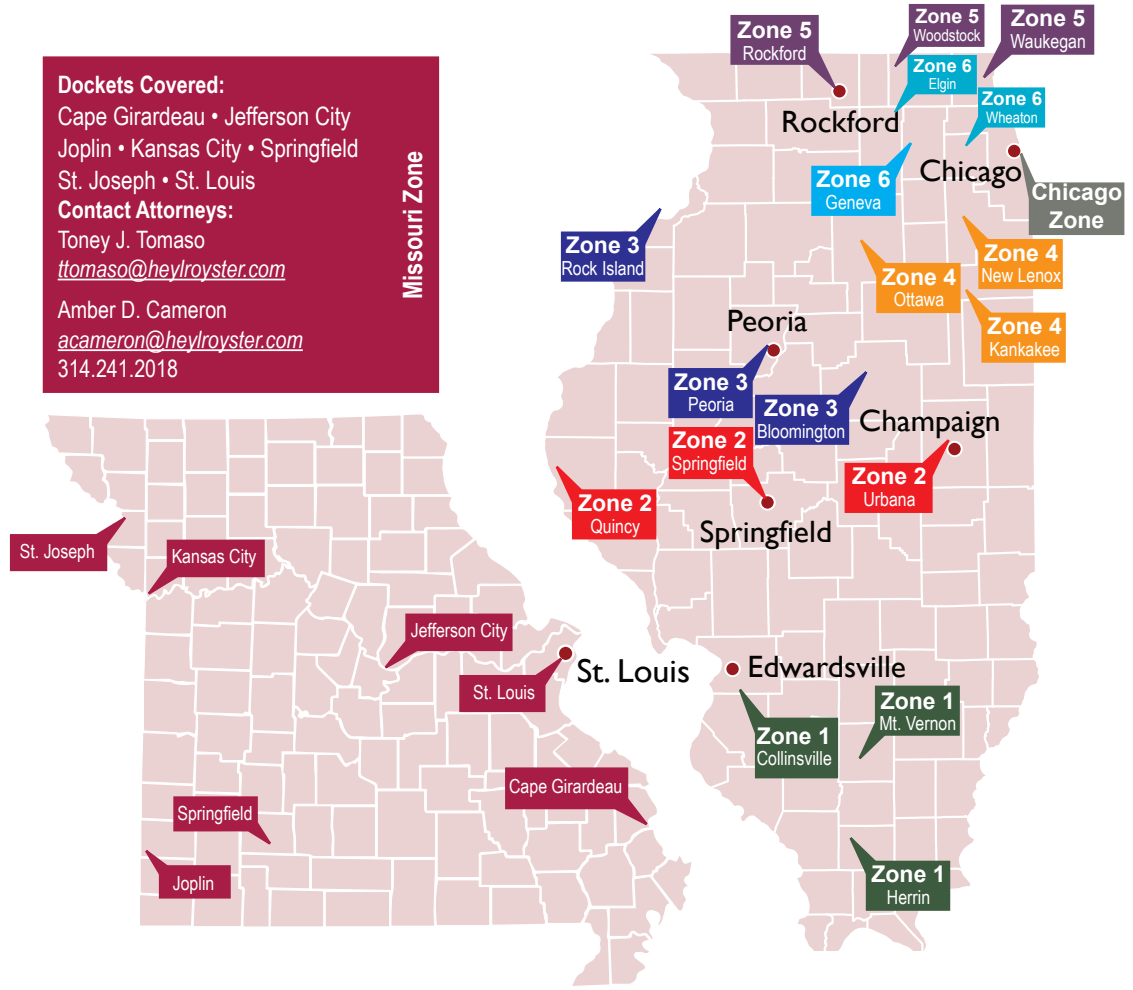 Dockets Covered:
Cape Girardeau • Jefferson City
Joplin • Kansas City • Springfield
St. Joseph • St. Louis
Contact Attorneys:
Toney J. Tomaso
ttomaso@heylroyster.com
Amber D. Cameron
acameron@heylroyster.com
314.241.2018
Missouri Zone
Zone 5
Rockford
Zone 5
Woodstock
Zone 5
Waukegan
Zone 6
Elgin
Zone 6
Wheaton
Rockford
Chicago
Zone 6
Geneva
Chicago
Zone
Zone 3
Rock Island
Zone 4
New Lenox
Zone 4
Ottawa
Zone 4
Kankakee
Peoria
Zone 3
Peoria
Zone 3
Bloomington
Champaign
Zone 2
Springfield
Zone 2
Urbana
Zone 2
Quincy
Springfield
St. Joseph
Kansas City
Jefferson City
St. Louis
St. Louis
Edwardsville
Zone 1
Mt. Vernon
Zone 1
Collinsville
Cape Girardeau
Springfield
Joplin
Zone 1
Herrin